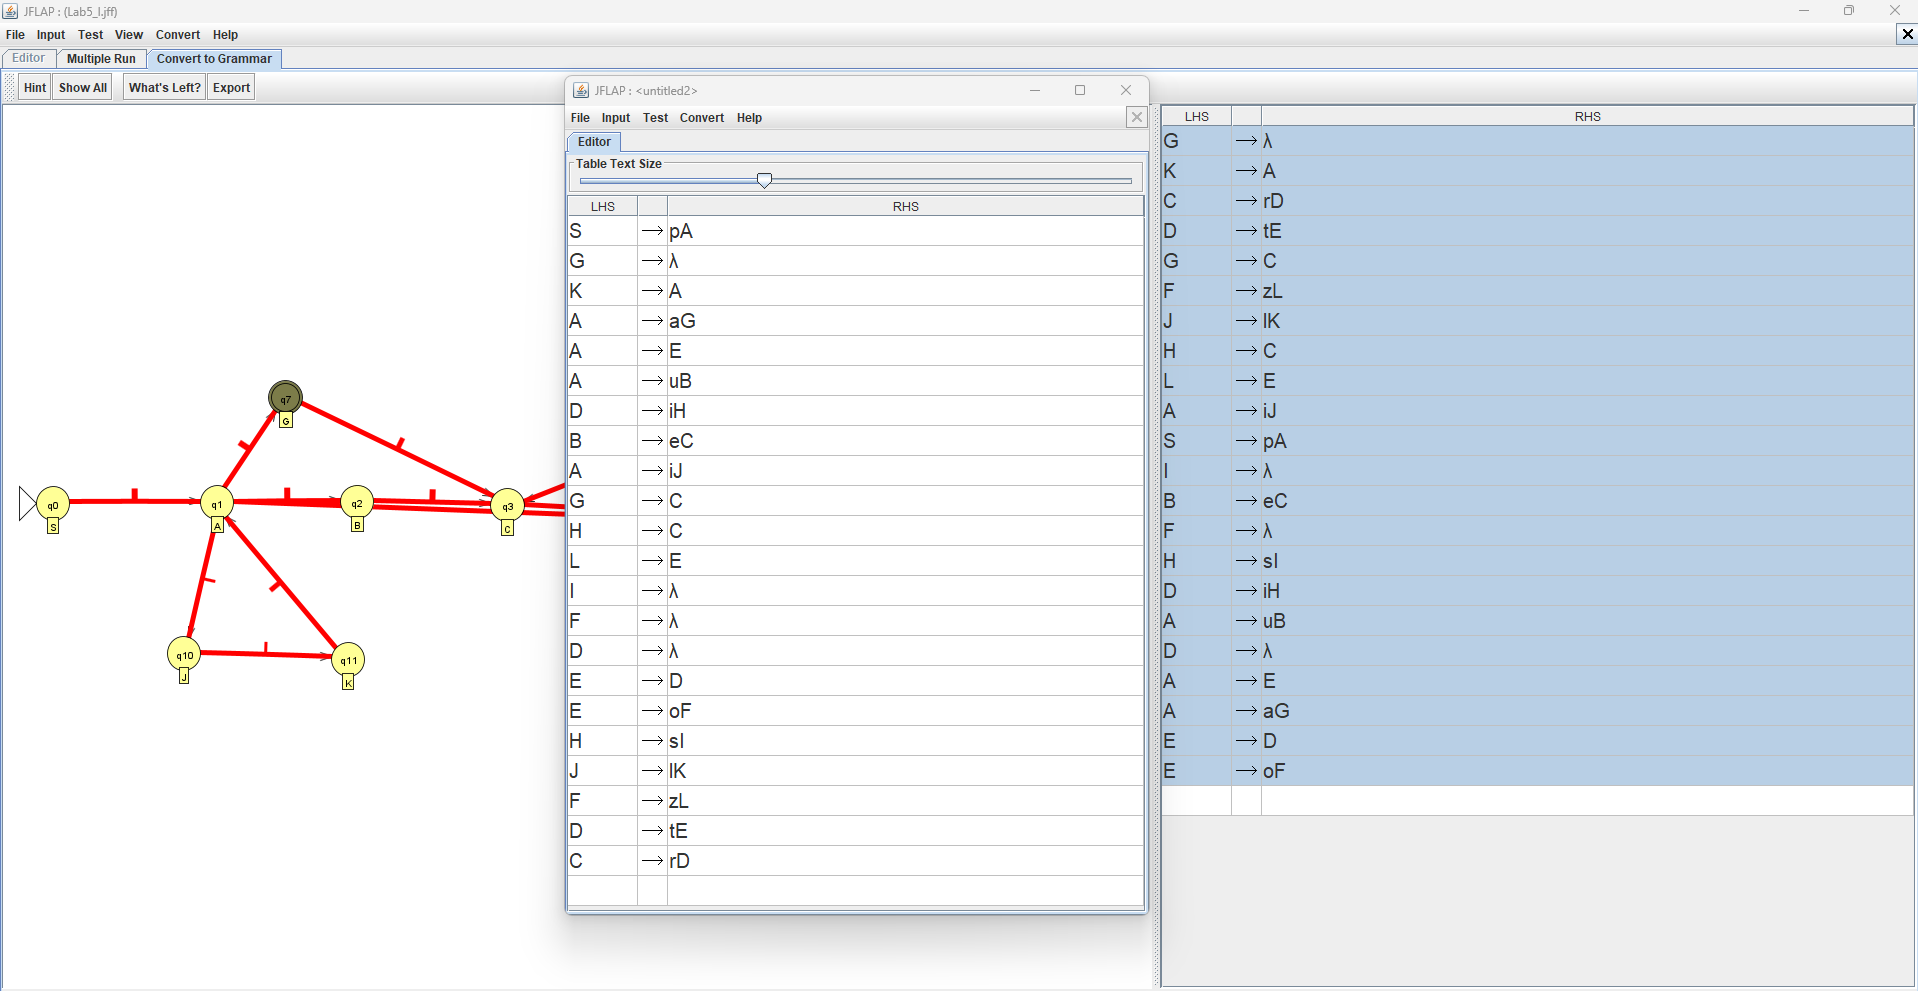 JFLAP : (Lab5_I.jff)
File Input Test View Convert Help
Editor Multiple Run Convert to Grammar
Hint Show All What's Left? Export
q7
G
q0
S
q1
A
q2
B
q3
C
q10
J
q11
K
JFLAP : <untitled2>
File Input Test Convert Help
Editor
Table Text Size
LHS RHS
S → pA
G → λ
K → A
A → aG
A → E
A → uB
D → iH
B → eC
A → iJ
G → C
H → C
L → E
I → λ
F → λ
D → λ
E → D
E → oF
H → sI
J → lK
F → zL
D → tE
C → rD
LHS RHS
G → λ
K → A
C → rD
D → tE
G → C
F → zL
J → lK
H → C
L → E
A → iJ
S → pA
I → λ
B → eC
F → λ
H → sI
D → iH
A → uB
D → λ
A → E
A → aG
E → D
E → oF